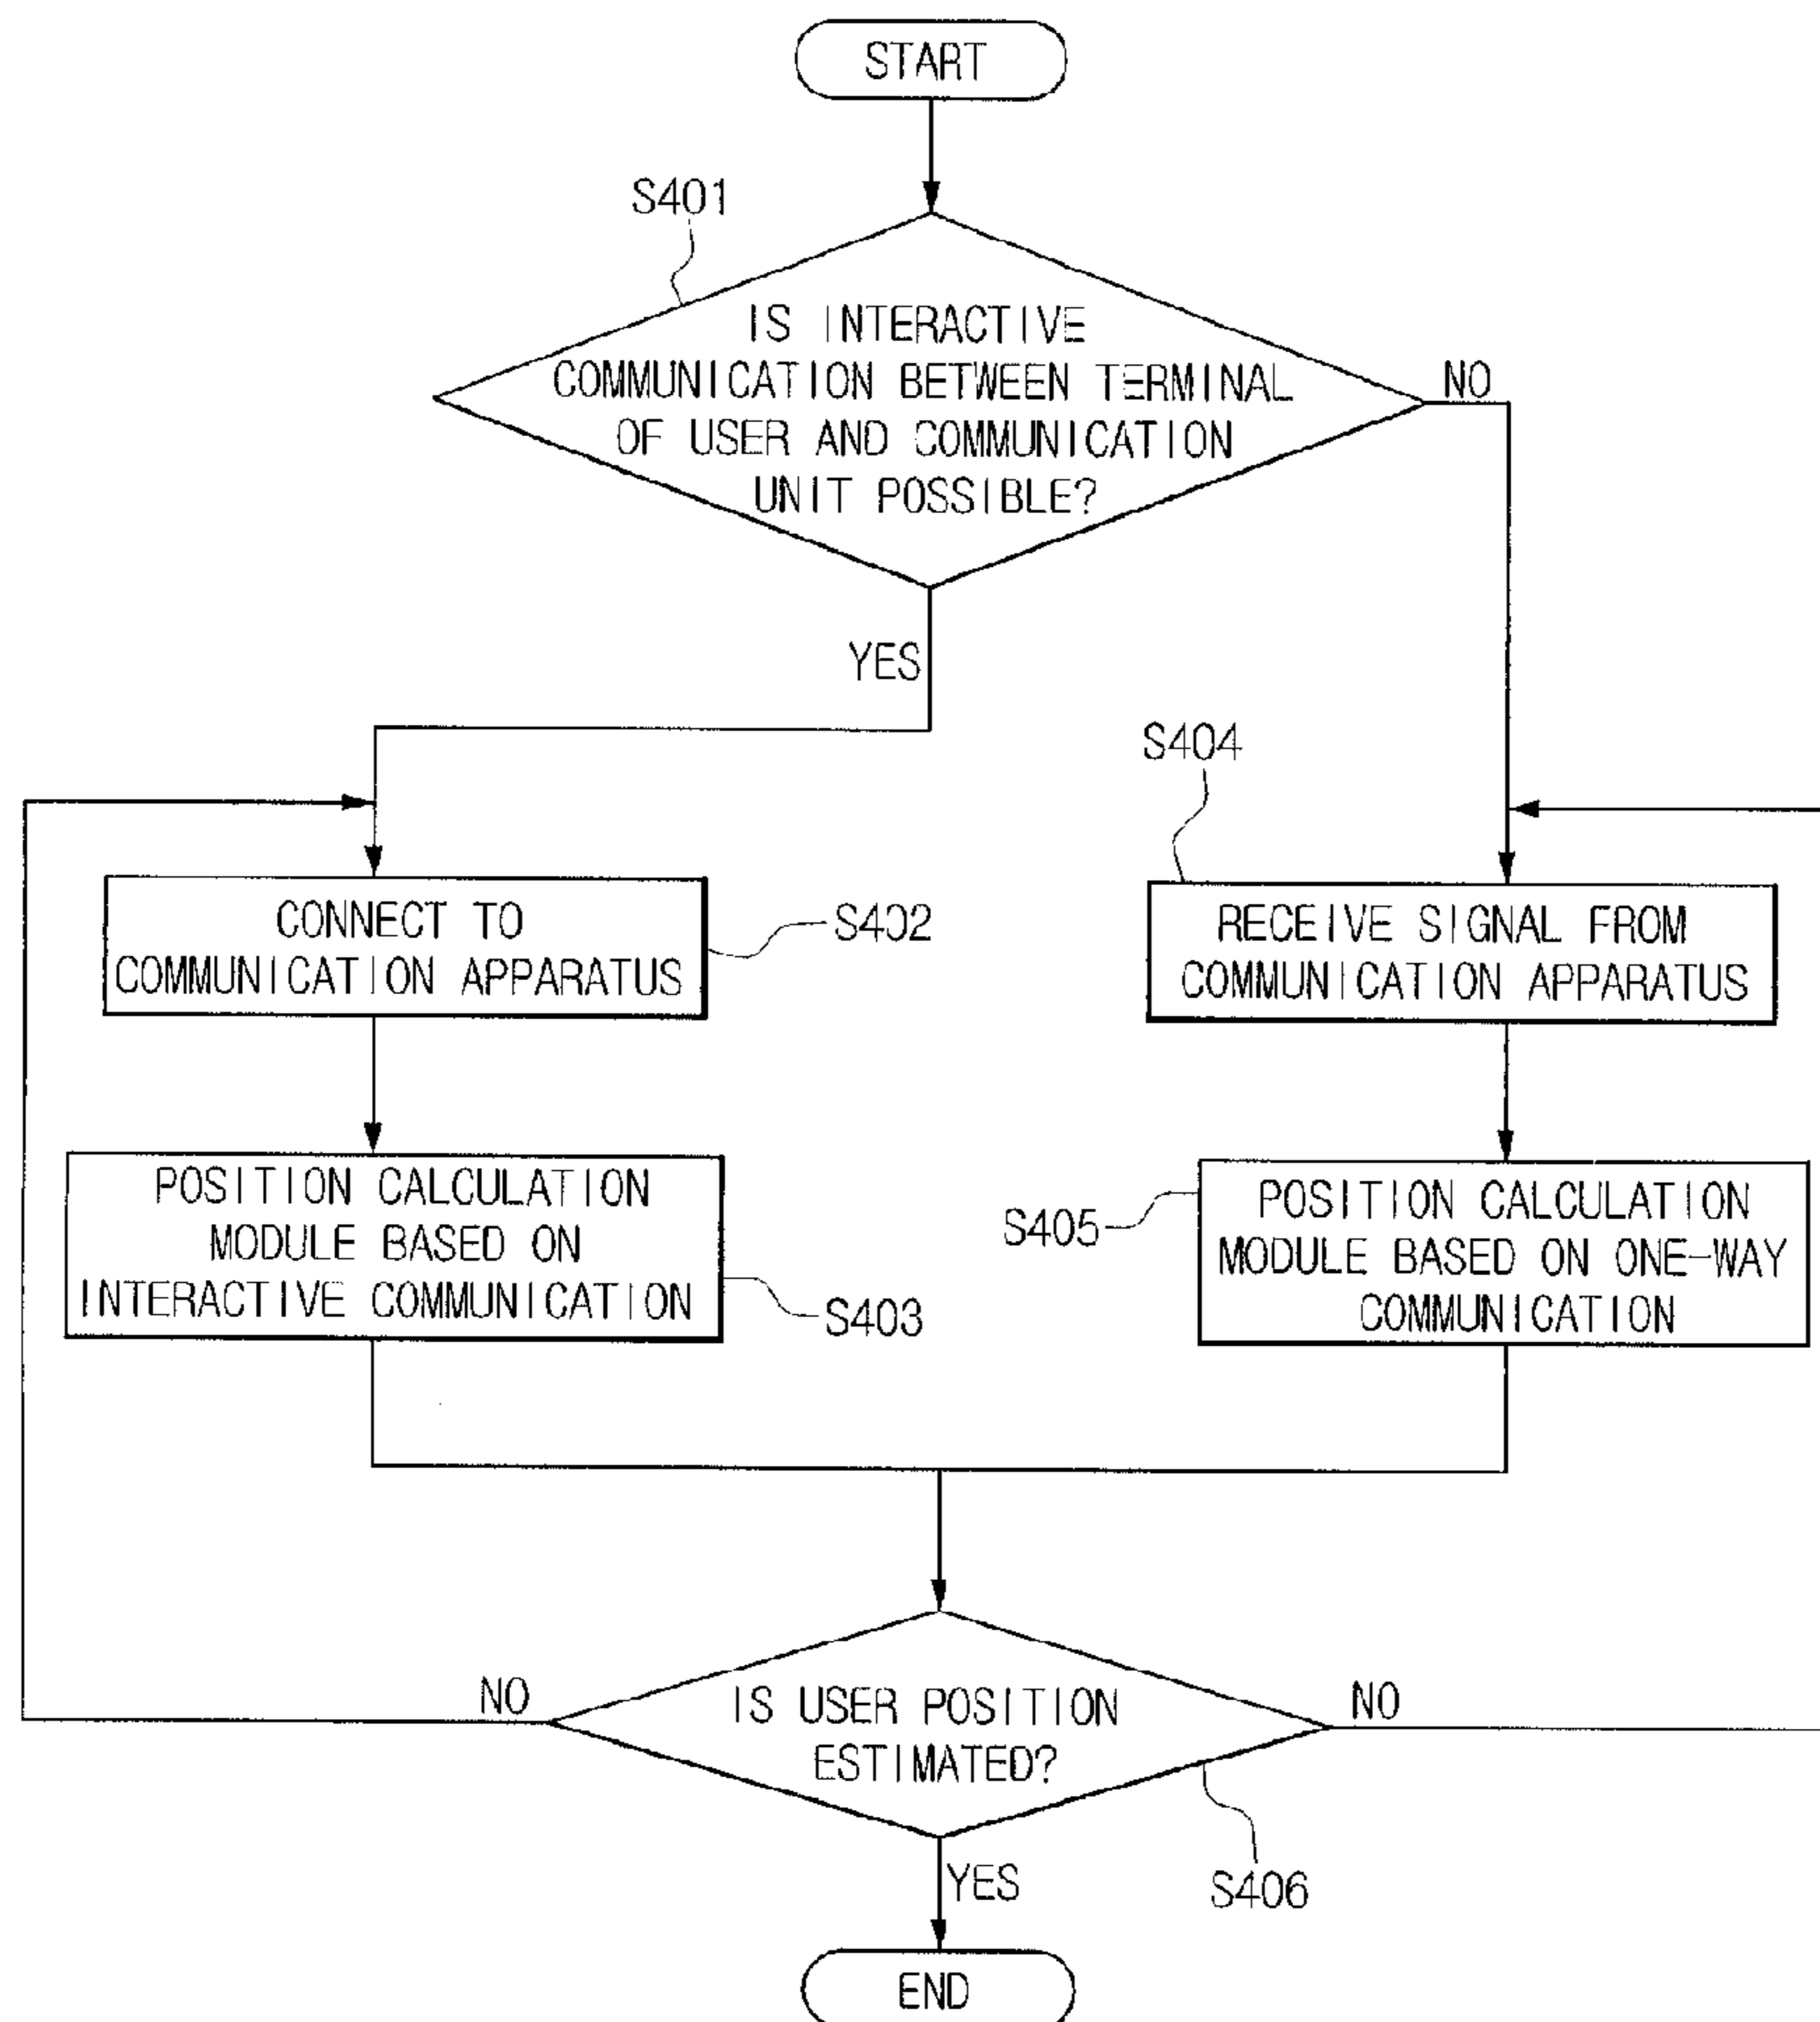 START
S401
IS INTERACTIVE
COMMUNICATION BETWEEN TERMINAL
OF USER AND COMMUNICATION
UNIT POSSIBLE?
NO
YES
S404
CONNECT TO
COMMUNICATION APPARATUS
S402
RECEIVE SIGNAL FROM
COMMUNICATION APPARATUS
POSITION CALCULATION
MODULE BASED ON
INTERACTIVE COMMUNICATION
S403
S405
POSITION CALCULATION
MODULE BASED ON ONE-WAY
COMMUNICATION
NO
IS USER POSITION
ESTIMATED?
NO
YES
S406
END